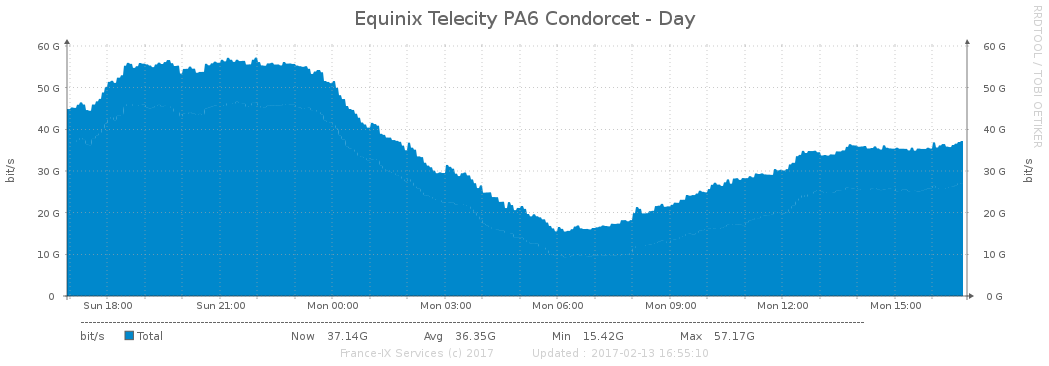 Equinix Telecity PA6 Condorcet - Day
RRDTOOL / TOBI OETIKER
60 G 60 G
50 G 50 G
40 G 40 G
30 G 30 G
20 G 20 G
10 G 10 G
0 0 G
bit/s
bit/s
Sun 18:00 Sun 21:00 Mon 00:00 Mon 03:00 Mon 06:00 Mon 09:00 Mon 12:00 Mon 15:00
bit/s Total Now 37.14G Avg 36.35G Min 15.42G Max 57.17G
France-IX Services (c) 2017 Updated : 2017-02-13 16:55:10